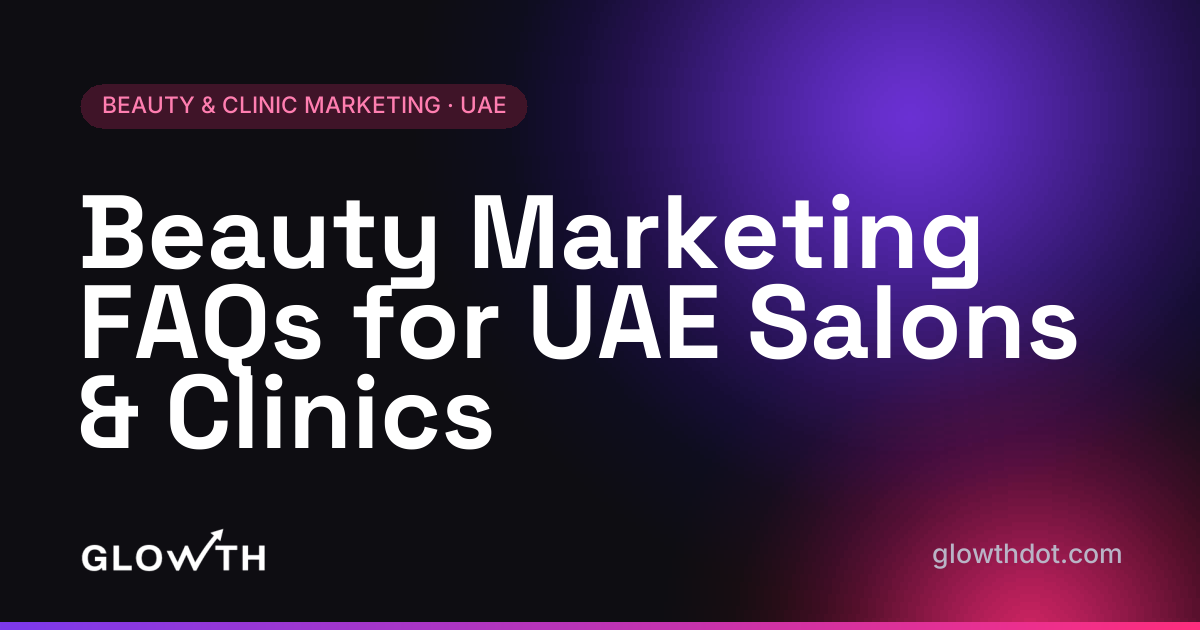 BEAUTY & CLINIC MARKETING · UAE
Beauty Marketing
FAQs for UAE Salons
& Clinics
GLOWTH
glowthdot.com